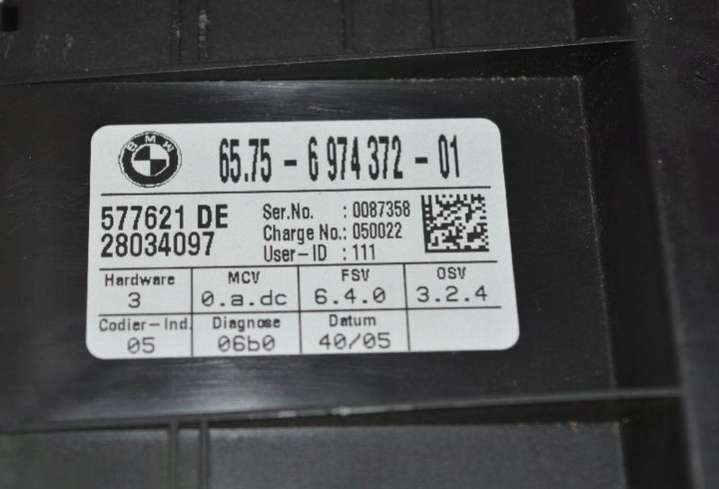 BMW
65.75 - 6 974 372 - 01
577621 DE
28034097
Ser.No. : 0087358
Charge No.: 050022
User-ID : 111
Hardware MCV FSV OSV
3 0.a.dc 6.4.0 3.2.4
Codier-Ind. Diagnose Datum
05 06b0 40/05